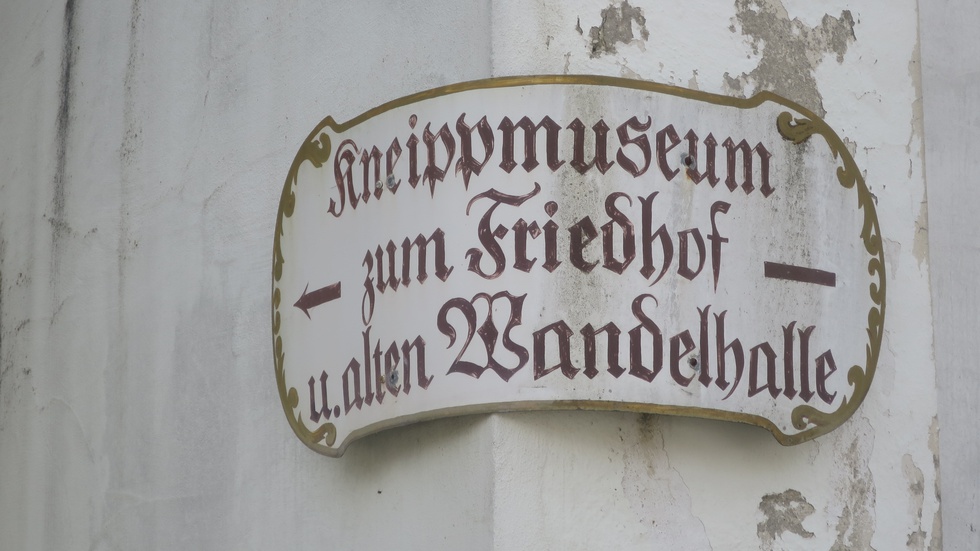 Kneippmuseum
← zum Friedhof —
u. alten Wandelhalle